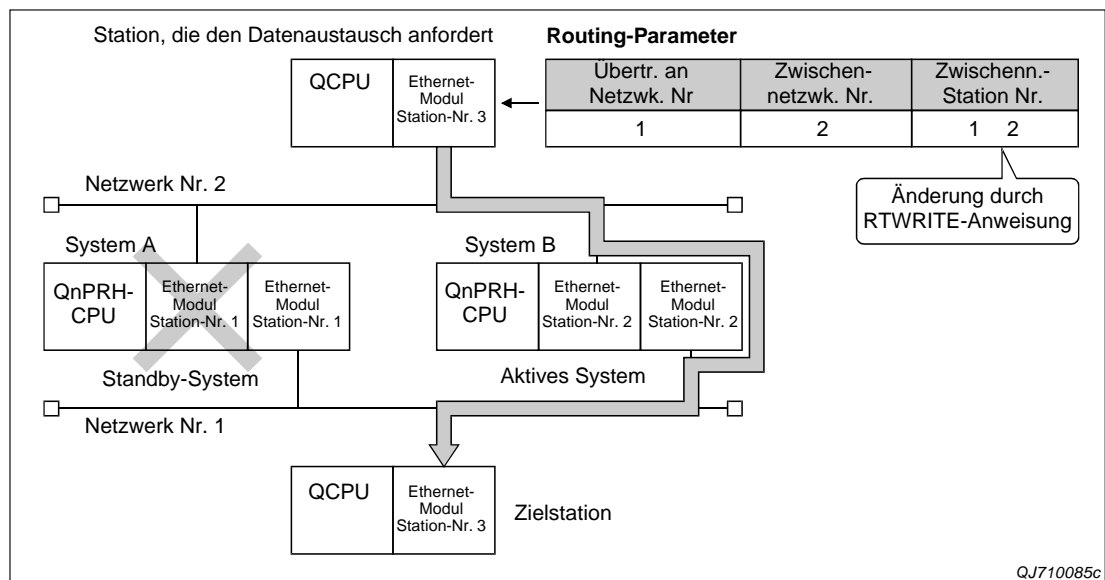 Station, die den Datenaustausch anfordert
Routing-Parameter
QCPU
Ethernet-
Modul
Station-Nr. 3
Übertr. an
Netzwk. Nr
Zwischen-
netzwk. Nr.
Zwischenn.-
Station Nr.
1
2
1 2
Änderung durch
RTWRITE-Anweisung
Netzwerk Nr. 2
System A
System B
QnPRH-
CPU
Ethernet-
Modul
Station-Nr. 1
Ethernet-
Modul
Station-Nr. 1
QnPRH-
CPU
Ethernet-
Modul
Station-Nr. 2
Ethernet-
Modul
Station-Nr. 2
Standby-System
Aktives System
Netzwerk Nr. 1
QCPU
Ethernet-
Modul
Station-Nr. 3
Zielstation
QJ710085c